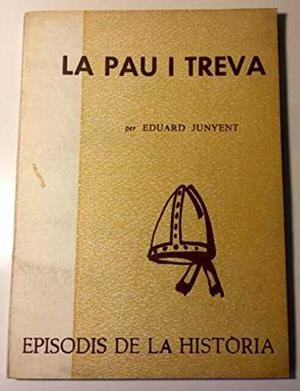 LA PAU I TREVA
per EDUARD JUNYENT
EPISODIS DE LA HISTÒRIA